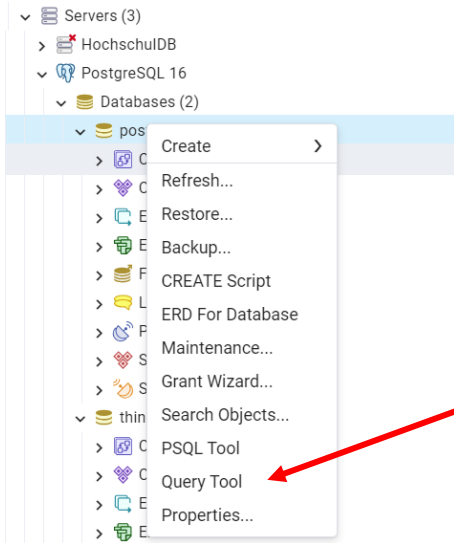 Servers (3)
HochschulDB
PostgreSQL 16
Databases (2)
pos
Create
C
Refresh...
C
Restore...
E
Backup...
E
CREATE Script
F
ERD For Database
L
Maintenance...
P
Grant Wizard...
S
Search Objects...
S
thin
PSQL Tool
C
Query Tool
C
Properties...
E
E